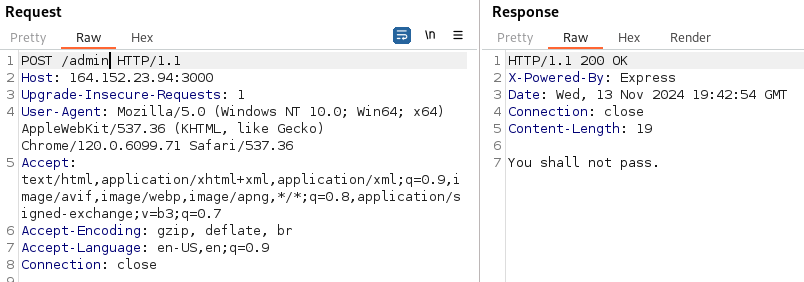 Request
Pretty Raw Hex
\n
1 POST /admin HTTP/1.1
2 Host: 164.152.23.94:3000
3 Upgrade-Insecure-Requests: 1
4 User-Agent: Mozilla/5.0 (Windows NT 10.0; Win64; x64)
AppleWebKit/537.36 (KHTML, like Gecko)
Chrome/120.0.6099.71 Safari/537.36
5 Accept:
text/html,application/xhtml+xml,application/xml;q=0.9,i
mage/avif,image/webp,image/apng,*/*;q=0.8,application/s
igned-exchange;v=b3;q=0.7
6 Accept-Encoding: gzip, deflate, br
7 Accept-Language: en-US,en;q=0.9
8 Connection: close
9
Response
Pretty Raw Hex Render
1 HTTP/1.1 200 OK
2 X-Powered-By: Express
3 Date: Wed, 13 Nov 2024 19:42:54 GMT
4 Connection: close
5 Content-Length: 19
6
7 You shall not pass.